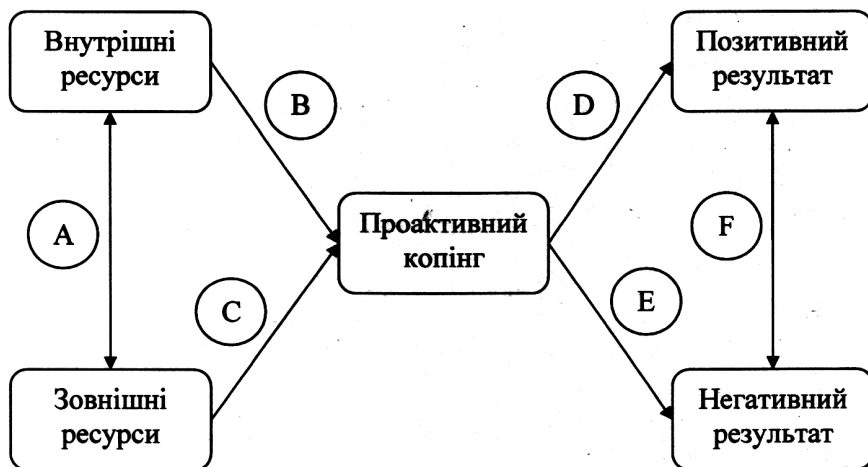 Внутрішні
ресурси
Позитивний
результат
B
D
A
Проактивний
копінг
F
C
E
Зовнішні
ресурси
Негативний
результат